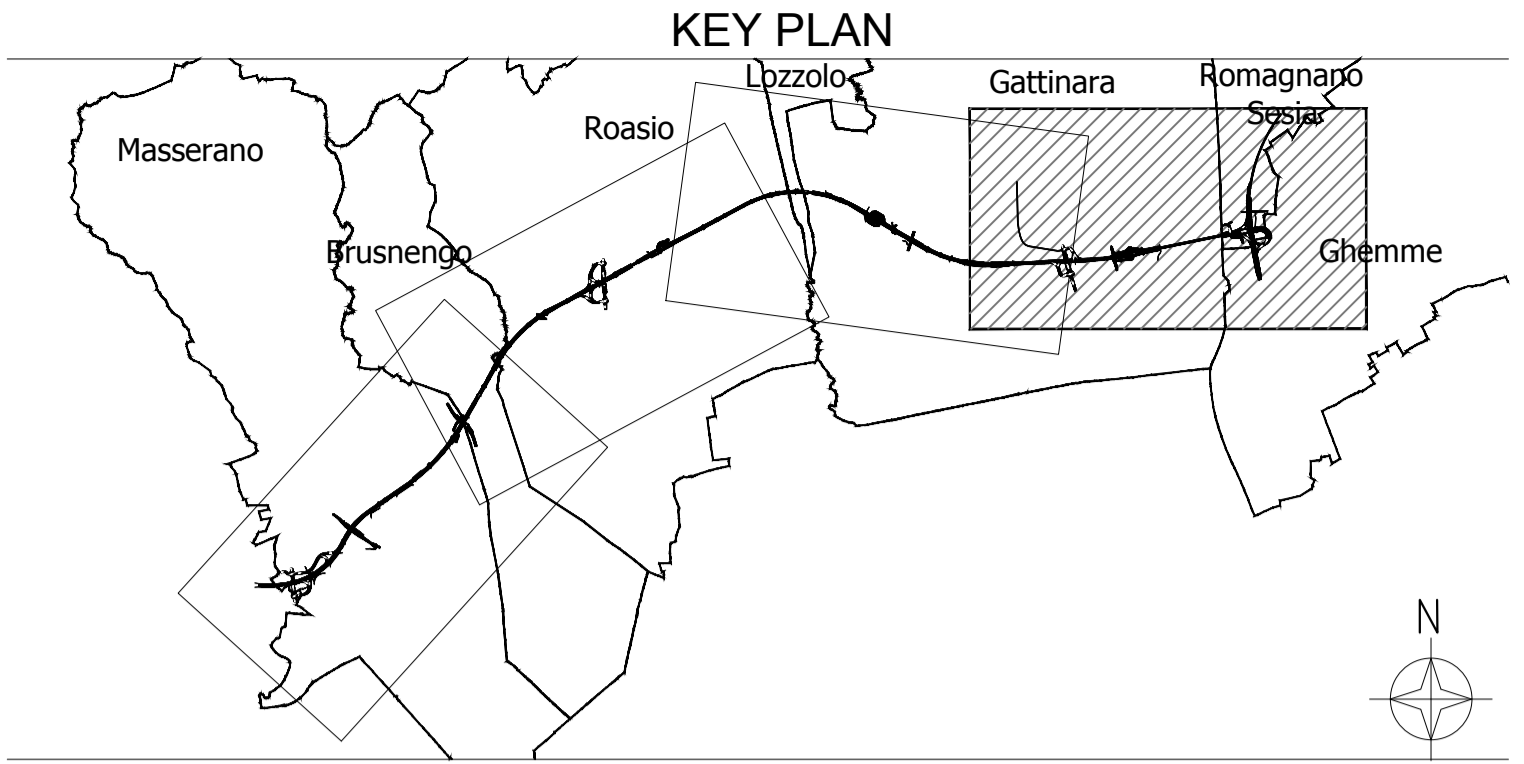 KEY PLAN
Lozzolo
Gattinara
Romagnano
Sesia
Roasio
Masserano
Brusnengo
Ghemme
N